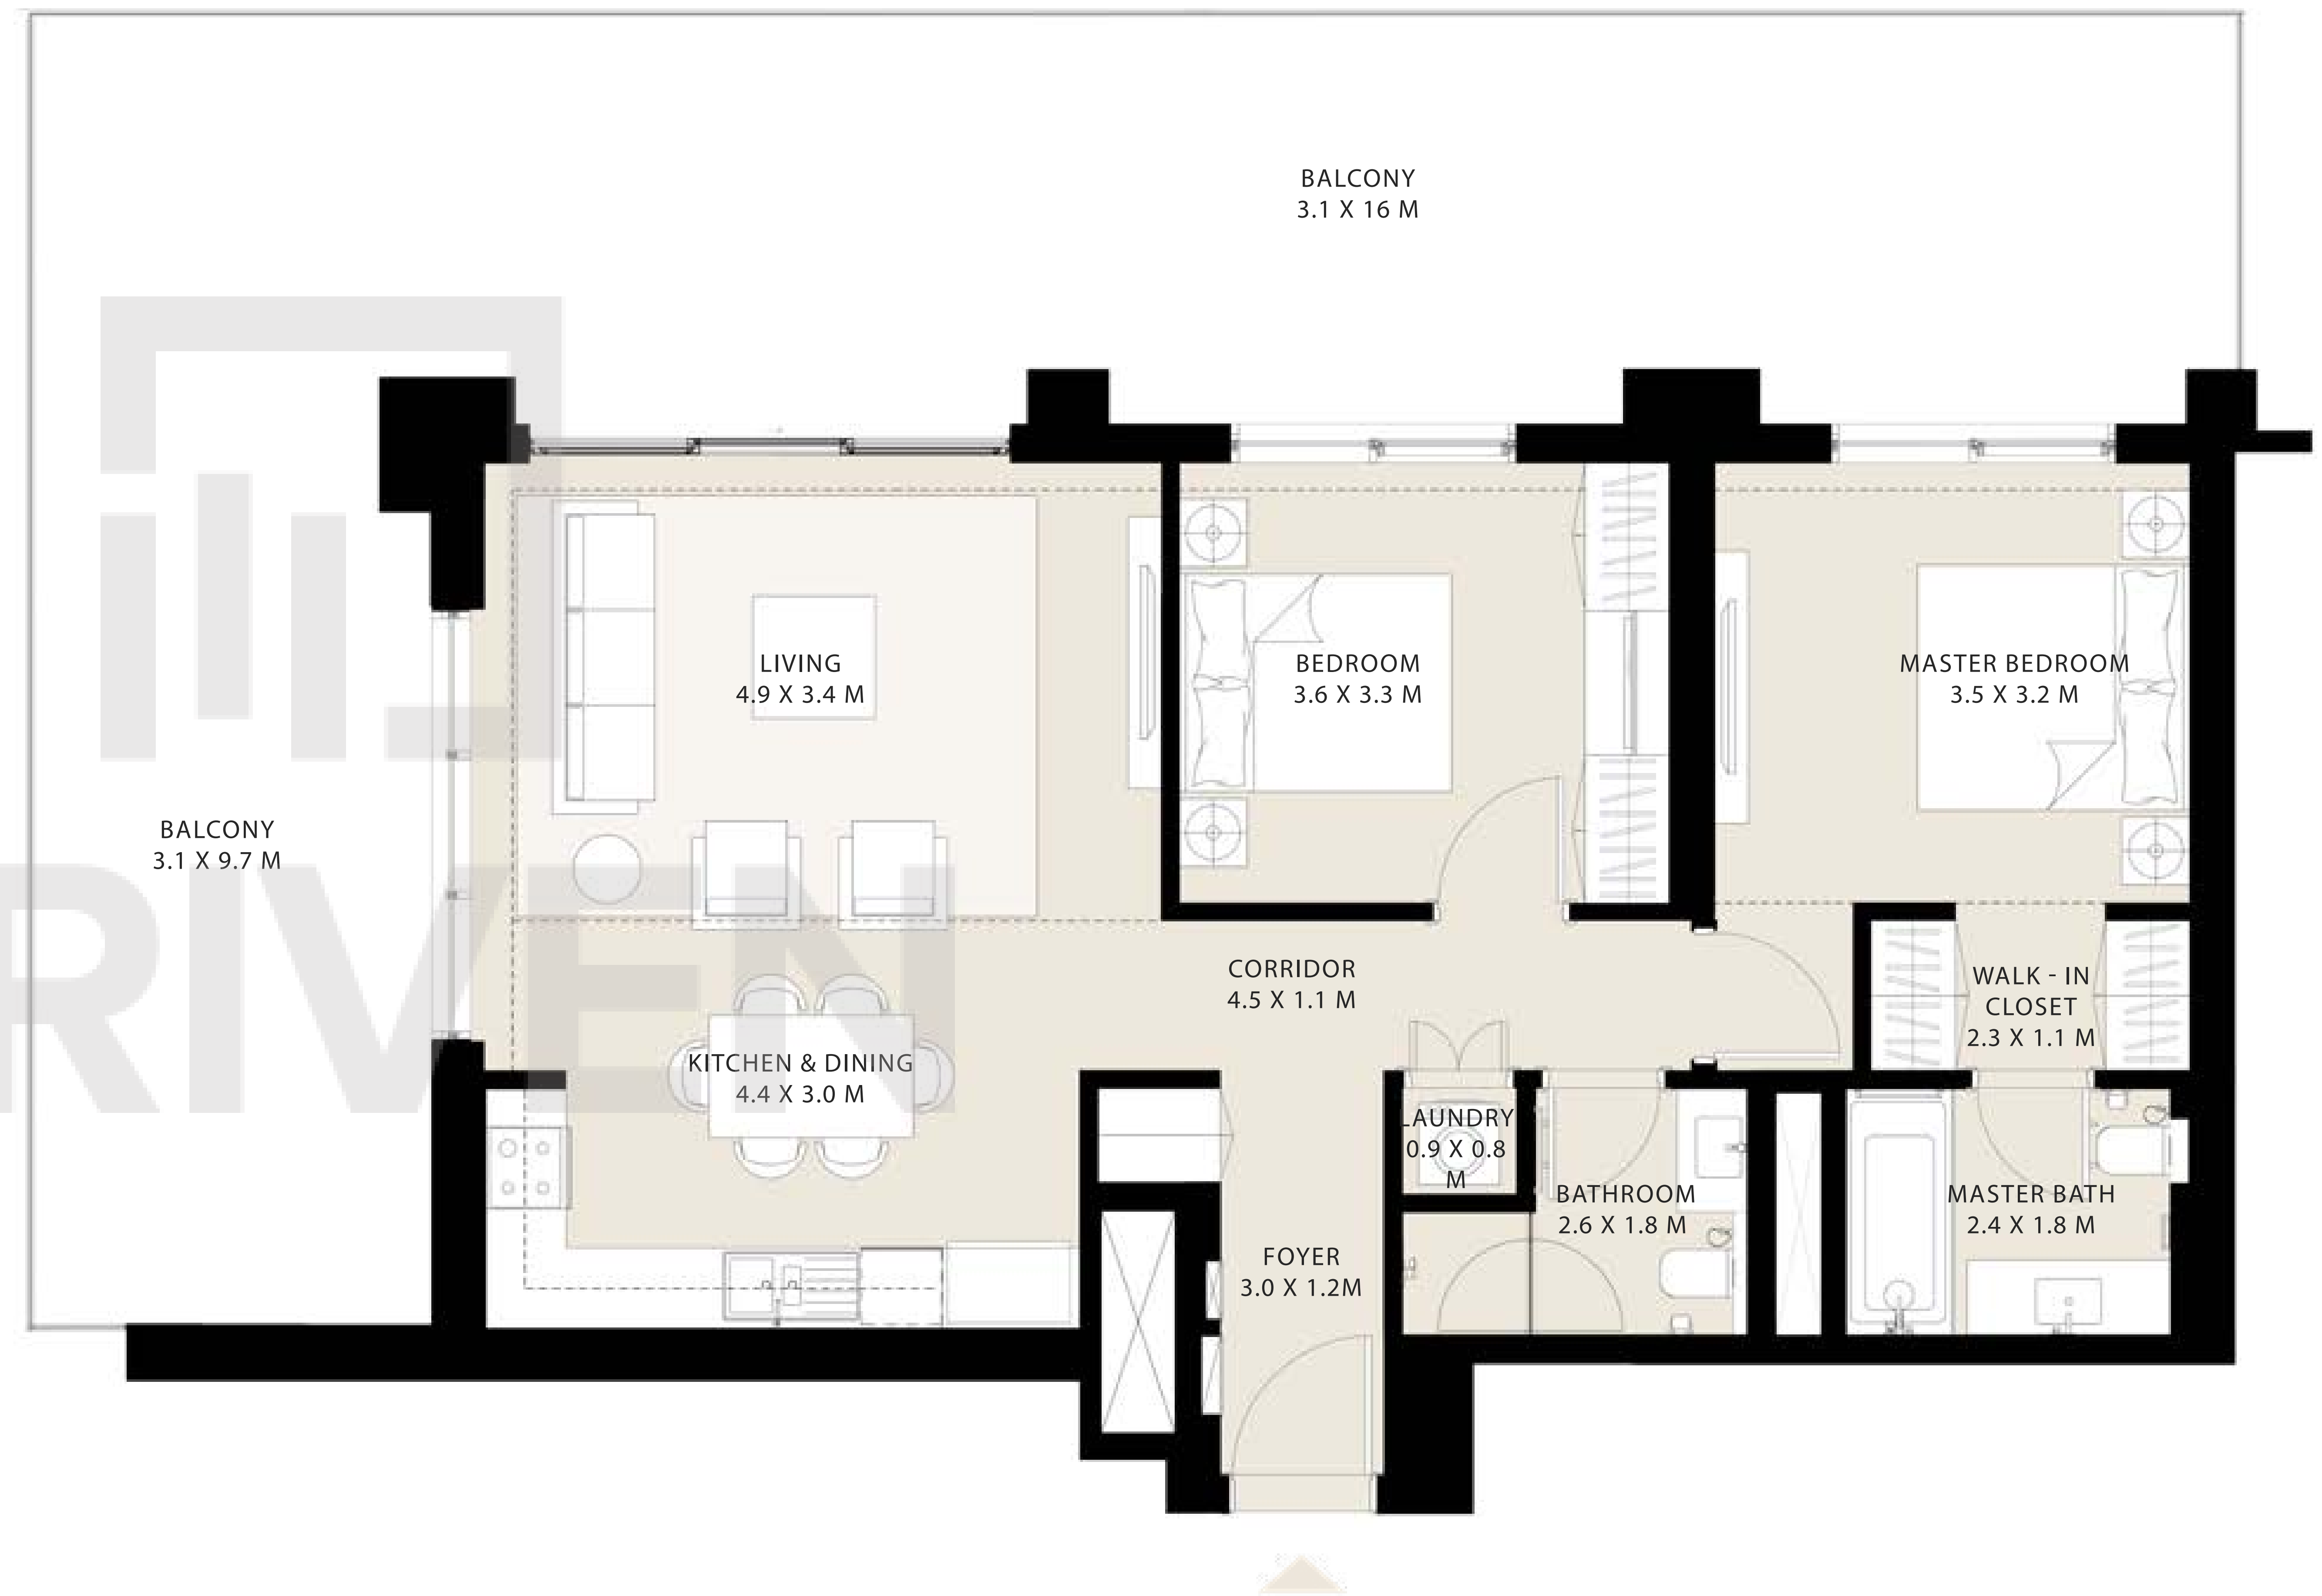 BALCONY
3.1 X 16 M
LIVING
4.9 X 3.4 M
BEDROOM
3.6 X 3.3 M
MASTER BEDROOM
3.5 X 3.2 M
BALCONY
3.1 X 9.7 M
RIVEN
CORRIDOR
4.5 X 1.1 M
WALK - IN
CLOSET
2.3 X 1.1 M
KITCHEN & DINING
4.4 X 3.0 M
LAUNDRY
0.9 X 0.8
M
BATHROOM
2.6 X 1.8 M
MASTER BATH
2.4 X 1.8 M
FOYER
3.0 X 1.2M